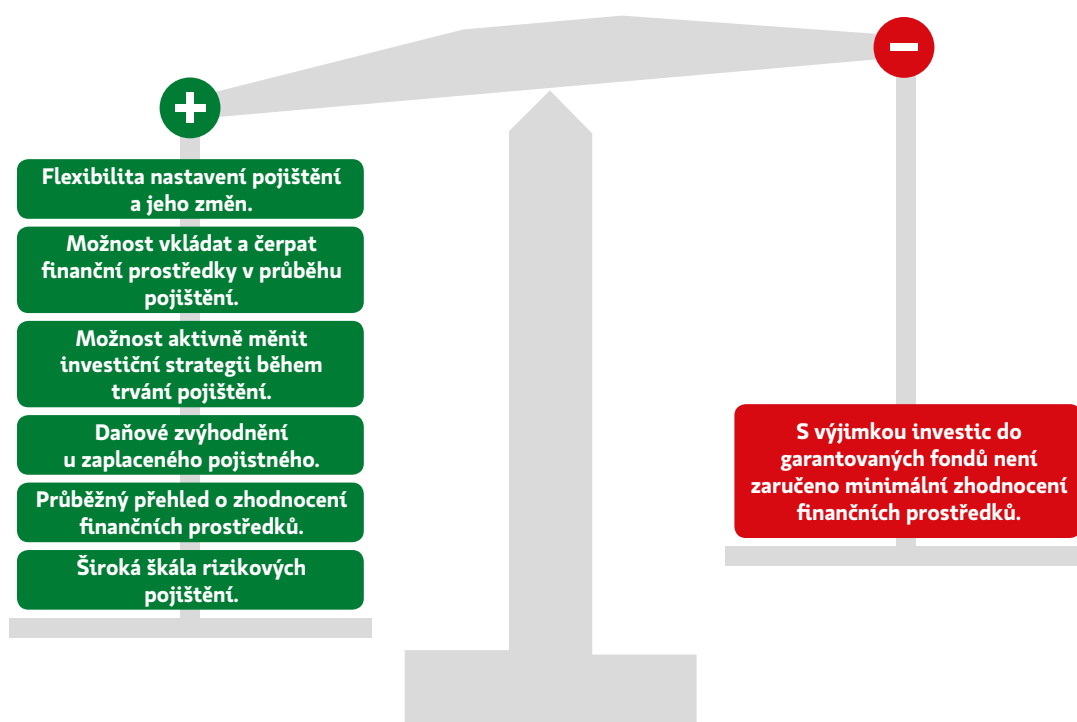 Flexibilita nastavení pojištění
a jeho změn.
Možnost vkládat a čerpat
finanční prostředky v průběhu
pojištění.
Možnost aktivně měnit
investiční strategii během
trvání pojištění.
Daňové zvýhodnění
u zaplaceného pojistného.
Průběžný přehled o zhodnocení
finančních prostředků.
Široká škála rizikových
pojištění.
S výjimkou investic do
garantovaných fondů není
zaručeno minimální zhodnocení
finančních prostředků.